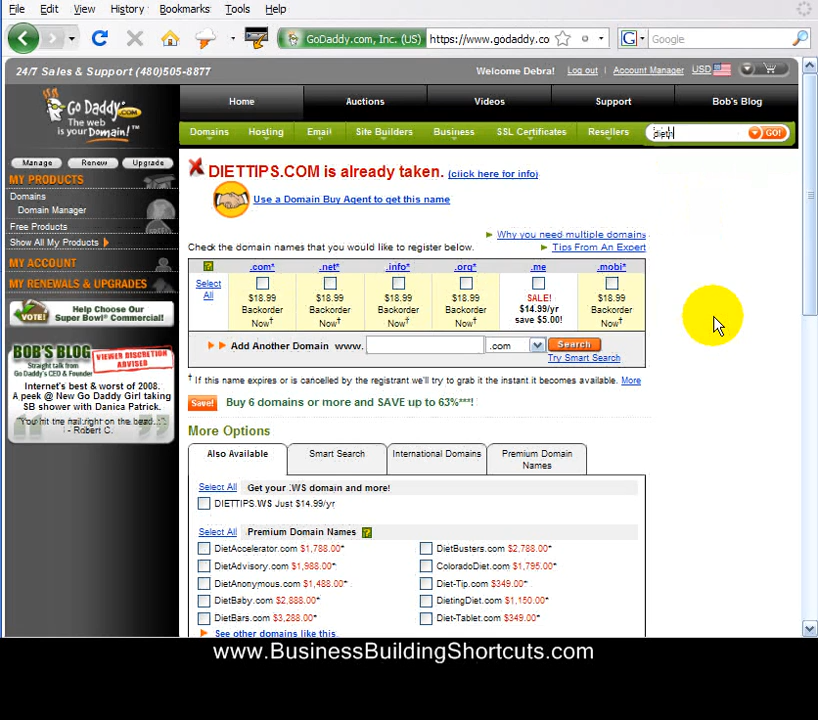 File Edit View History Bookmarks Tools Help
GoDaddy.com, Inc. (US) https://www.godaddy.co Google
24/7 Sales & Support (480)505-8877 Welcome Debra! Log out | Account Manager USD
Go Daddy .COM
The web
is your Domain!™
Home Auctions Videos Support Bob's Blog
Domains Hosting Email Site Builders Business SSL Certificates Resellers GO!
Manage Renew Upgrade
MY PRODUCTS
Domains
Domain Manager
Free Products
Show All My Products
MY ACCOUNT
MY RENEWALS & UPGRADES
VOTE!
Help Choose Our
Super Bowl® Commercial!
BOB'S BLOG
Straight talk from
Go Daddy's CEO & Founder
VIEWER DISCRETION
ADVISED
Internet's best & worst of 2008.
A peek @ New Go Daddy Girl taking
SB shower with Danica Patrick.
"You hit the nail right on the head..."
- Robert C.
DIETTIPS.COM is already taken. (click here for info)
Use a Domain Buy Agent to get this name
Why you need multiple domains
Check the domain names that you would like to register below. Tips From An Expert
? .com* .net* .info* .org* .me .mobi*
Select
All
$18.99 Backorder Now† $18.99 Backorder Now† $18.99 Backorder Now† $18.99 Backorder Now† SALE! $14.99/yr save $5.00! $18.99 Backorder Now†
Add Another Domain www. .com Search
Try Smart Search
† If this name expires or is cancelled by the registrant we'll try to grab it the instant it becomes available. More
Save! Buy 6 domains or more and SAVE up to 63%***!
More Options
Also Available Smart Search International Domains Premium Domain Names
Select All Get your .WS domain and more!
DIETTIPS.WS Just $14.99/yr
Select All Premium Domain Names ?
DietAccelerator.com $1,788.00* DietBusters.com $2,788.00*
DietAdvisory.com $1,988.00* ColoradoDiet.com $1,795.00*
DietAnonymous.com $1,488.00* Diet-Tip.com $349.00*
DietBaby.com $2,888.00* DietingDiet.com $1,150.00*
DietBars.com $3,288.00* Diet-Tablet.com $349.00*
See other domains like this.
www.BusinessBuildingShortcuts.com